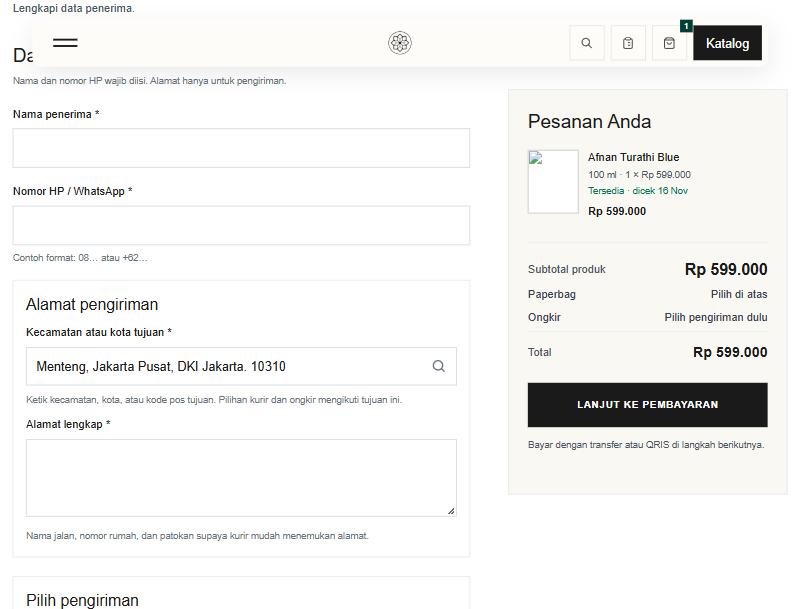 Lengkapi data penerima.
1
Katalog
Nama dan nomor HP wajib diisi. Alamat hanya untuk pengiriman.
Nama penerima *
Nomor HP / WhatsApp *
Contoh format: 08… atau +62…
Alamat pengiriman
Kecamatan atau kota tujuan *
Menteng, Jakarta Pusat, DKI Jakarta. 10310
Ketik kecamatan, kota, atau kode pos tujuan. Pilihan kurir dan ongkir mengikuti tujuan ini.
Alamat lengkap *
Nama jalan, nomor rumah, dan patokan supaya kurir mudah menemukan alamat.
Pilih pengiriman
Pesanan Anda
Afnan Turathi Blue
100 ml · 1 × Rp 599.000
Tersedia · dicek 16 Nov
Rp 599.000
Subtotal produk Rp 599.000
Paperbag Pilih di atas
Ongkir Pilih pengiriman dulu
Total Rp 599.000
LANJUT KE PEMBAYARAN
Bayar dengan transfer atau QRIS di langkah berikutnya.